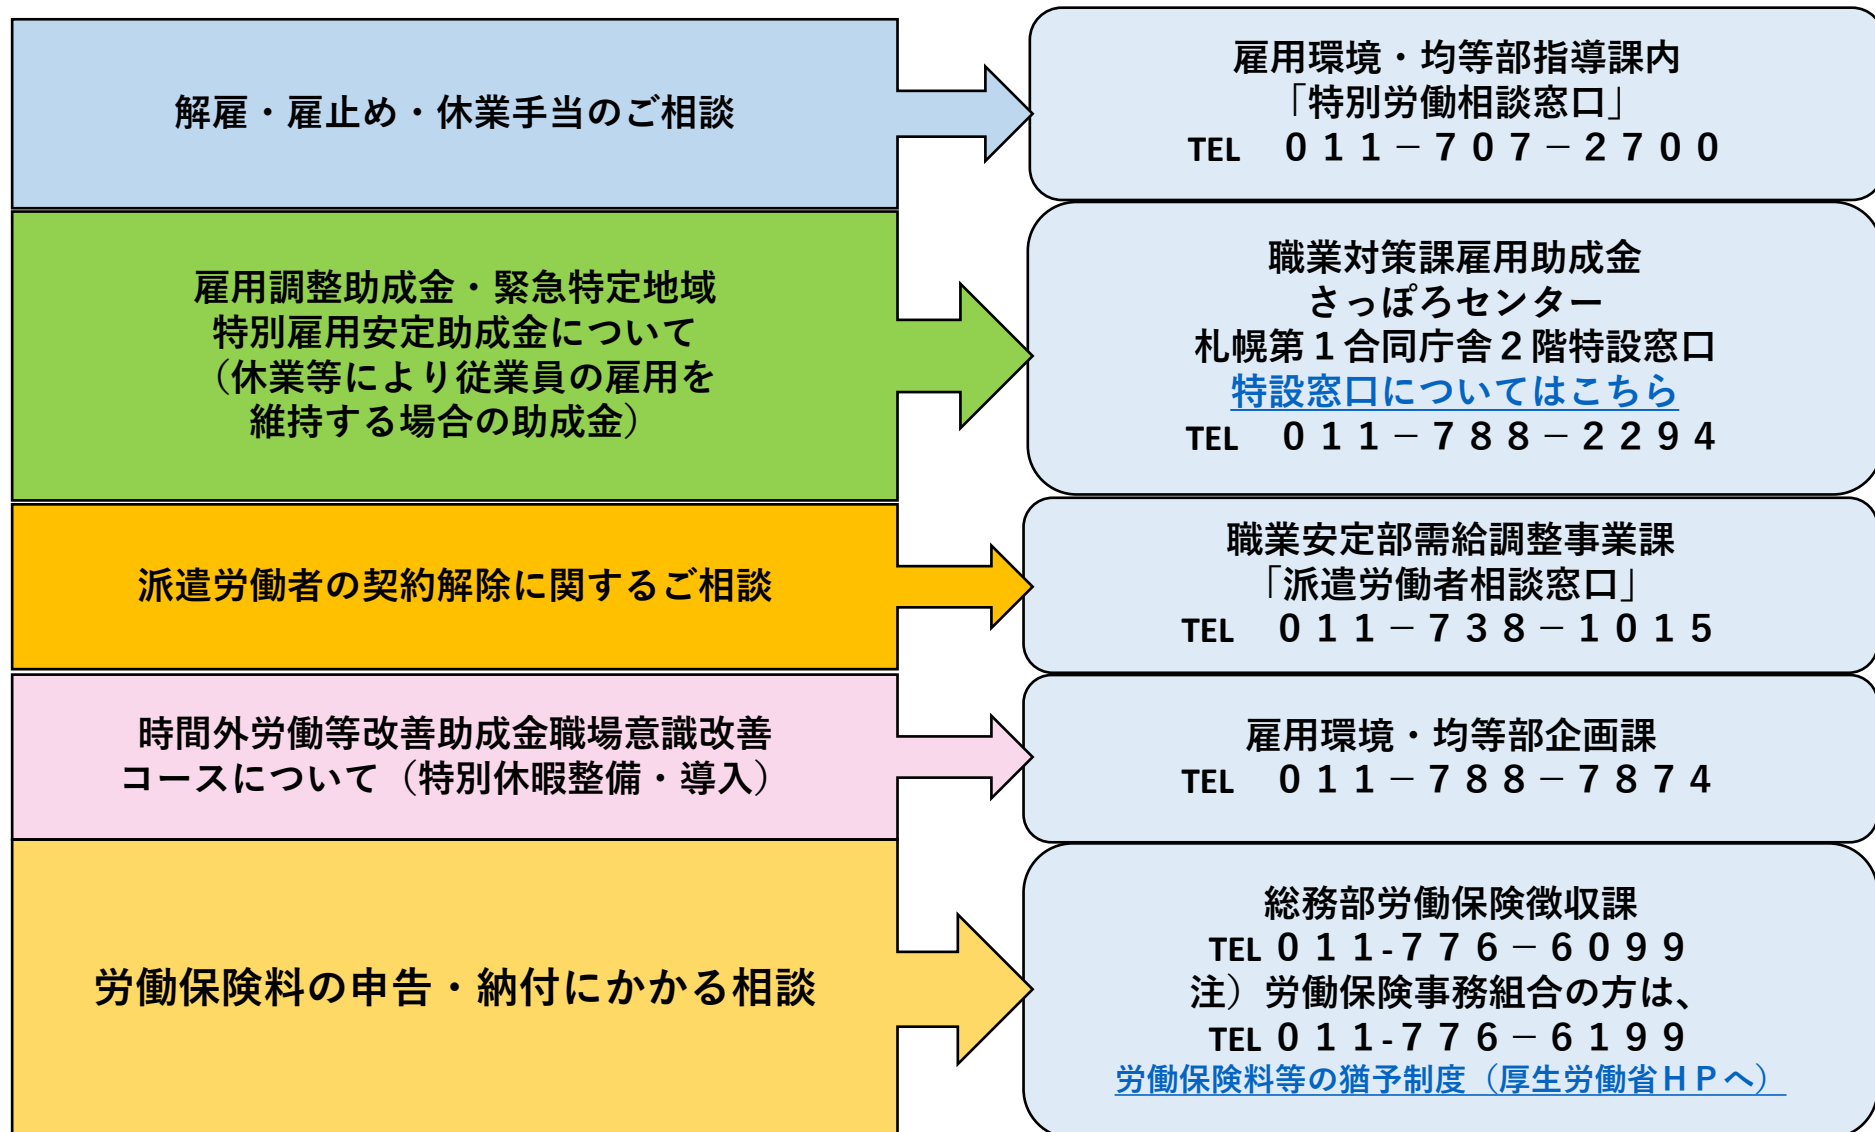 解雇・雇止め・休業手当のご相談
雇用環境・均等部指導課内
「特別労働相談窓口」
TEL　０１１－７０７－２７００
雇用調整助成金・緊急特定地域
特別雇用安定助成金について
（休業等により従業員の雇用を
維持する場合の助成金）
職業対策課雇用助成金
さっぽろセンター
札幌第１合同庁舎２階特設窓口
特設窓口についてはこちら
TEL　０１１－７８８－２２９４
派遣労働者の契約解除に関するご相談
職業安定部需給調整事業課
「派遣労働者相談窓口」
TEL　０１１－７３８－１０１５
時間外労働等改善助成金職場意識改善
コースについて（特別休暇整備・導入）
雇用環境・均等部企画課
TEL　０１１－７８８－７８７４
労働保険料の申告・納付にかかる相談
総務部労働保険徴収課
TEL ０１１-７７６－６０９９
注）労働保険事務組合の方は、
TEL ０１１-７７６－６１９９
労働保険料等の猶予制度（厚生労働省ＨＰへ）